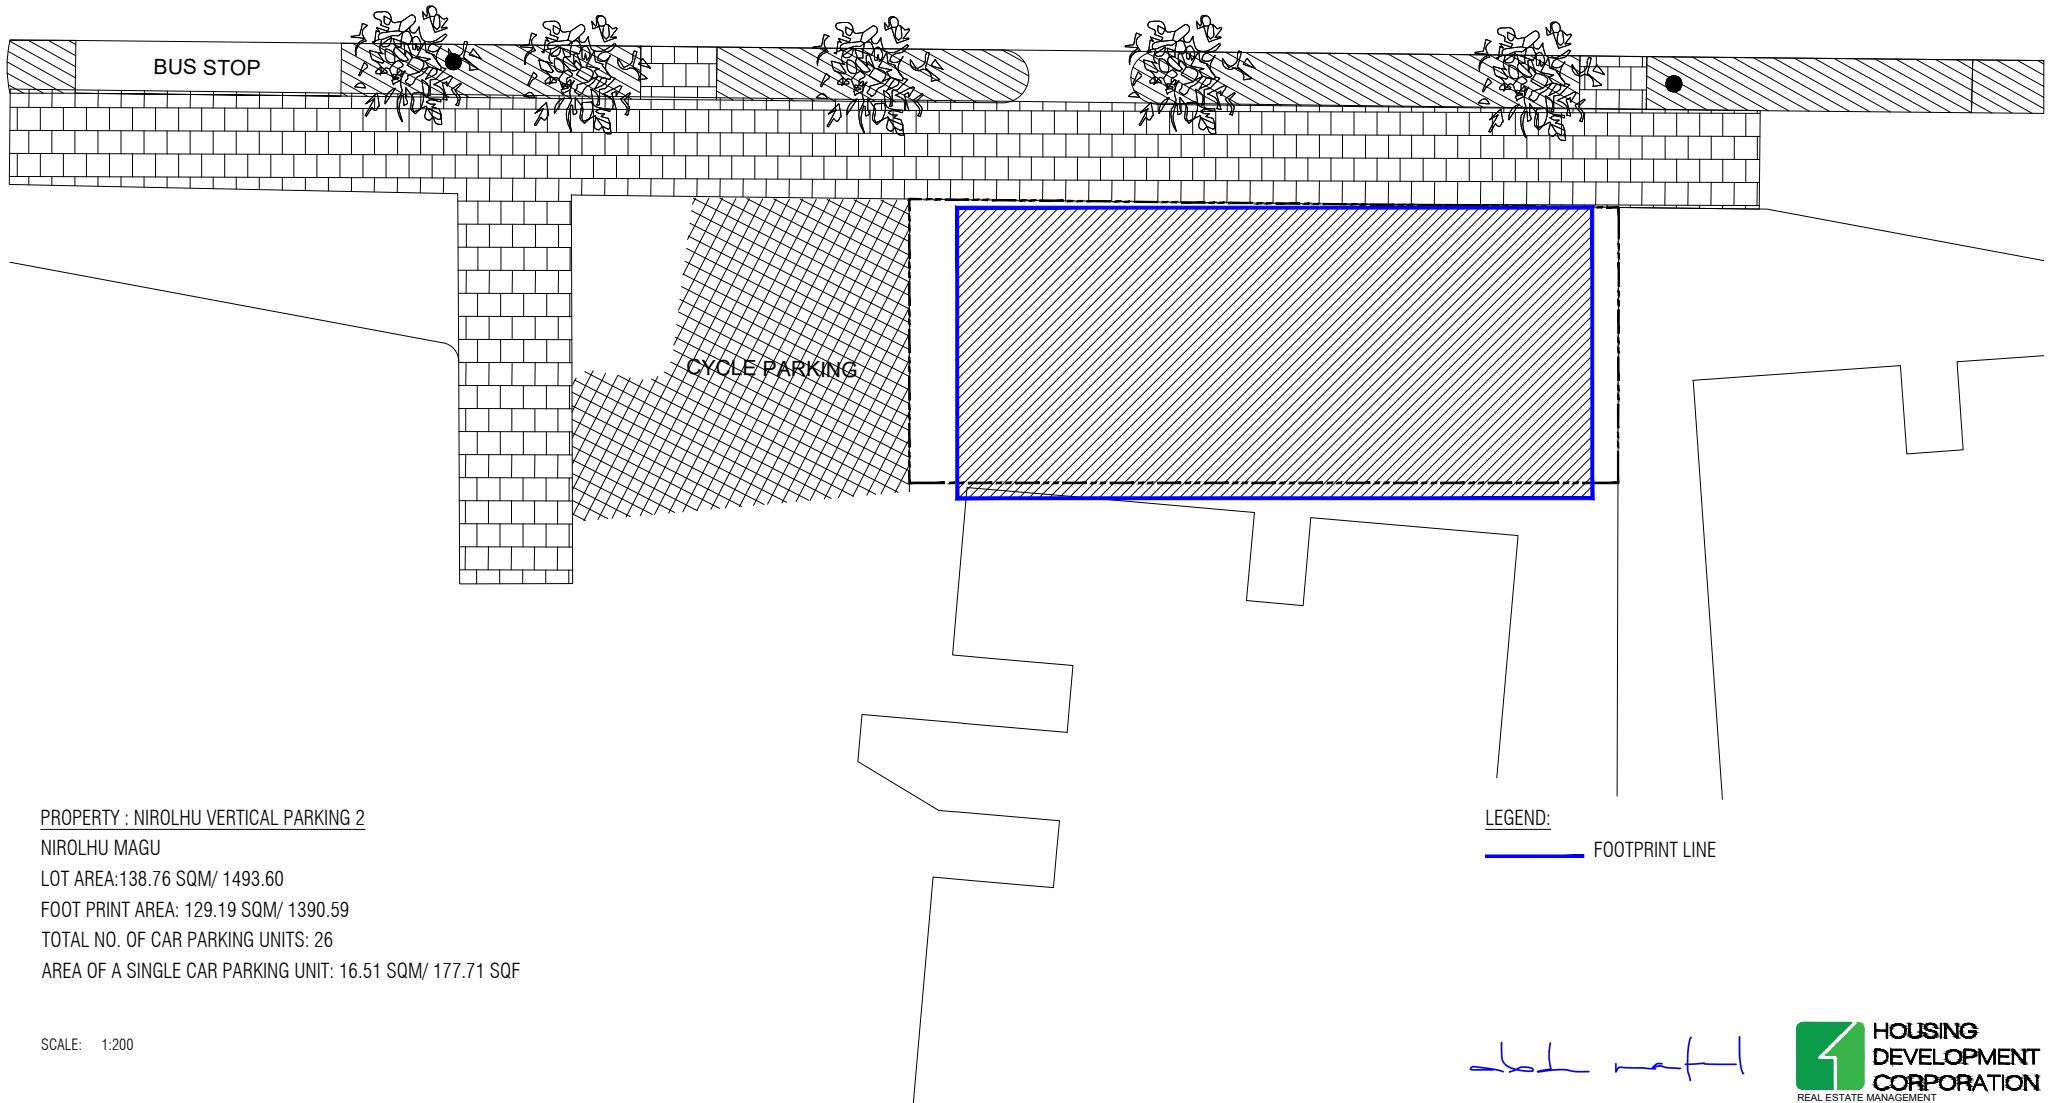 BUS STOP
CYCLE PARKING
PROPERTY : NIROLHU VERTICAL PARKING 2
NIROLHU MAGU
LOT AREA:138.76 SQM/ 1493.60
FOOT PRINT AREA: 129.19 SQM/ 1390.59
TOTAL NO. OF CAR PARKING UNITS: 26
AREA OF A SINGLE CAR PARKING UNIT: 16.51 SQM/ 177.71 SQF
SCALE: 1:200
LEGEND:
FOOTPRINT LINE
HOUSING
DEVELOPMENT
CORPORATION
REAL ESTATE MANAGEMENT